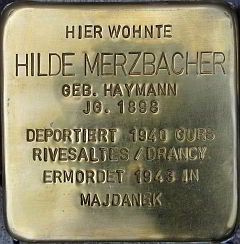 HIER WOHNTE
HILDE MERZBACHER
GEB. HAYMANN
JG. 1898
DEPORTIERT 1940 GURS
RIVESALTES / DRANCY
ERMORDET 1943 IN
MAJDANEK